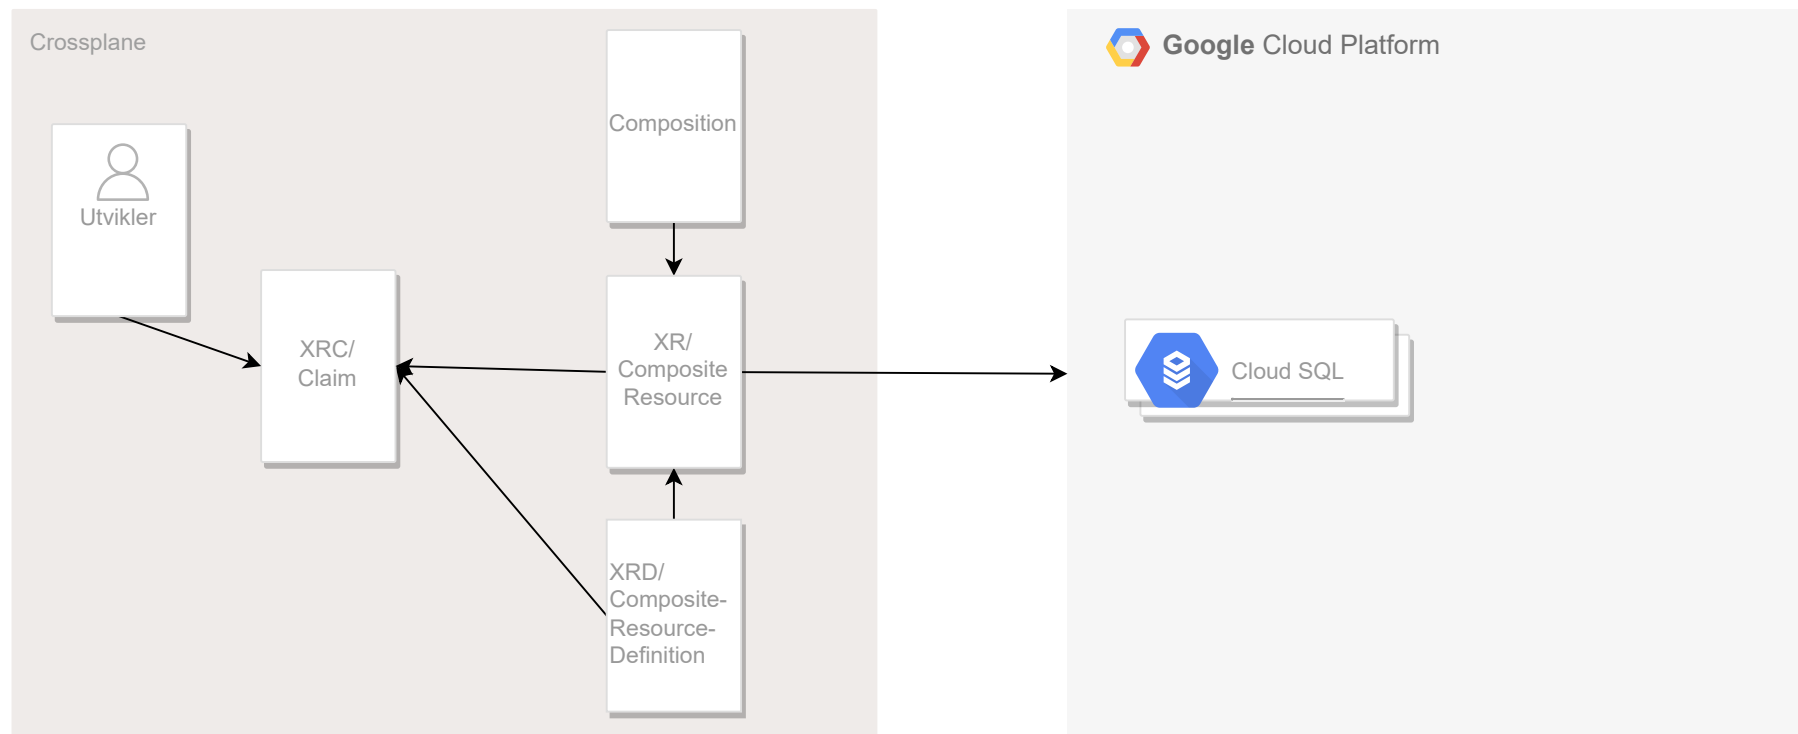 Crossplane
Utvikler
XRC/
Claim
Composition
XR/
Composite
Resource
XRD/
Composite-
Resource-
Definition
Google Cloud Platform
Cloud SQL